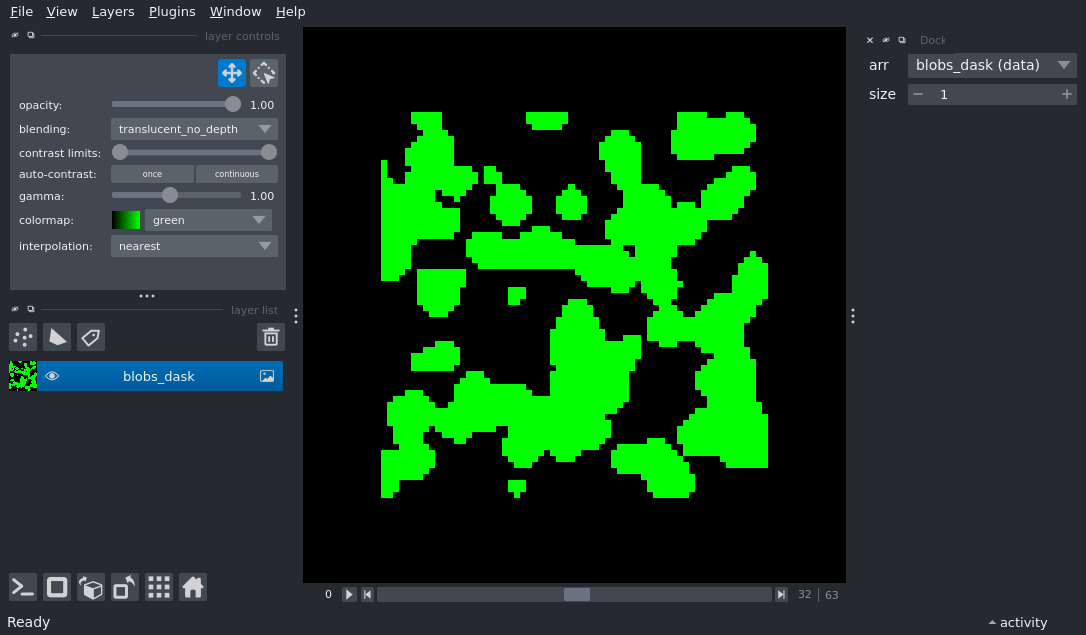 File View Layers Plugins Window Help
layer controls
opacity: 1.00
blending: translucent_no_depth
contrast limits:
auto-contrast: once continuous
gamma: 1.00
colormap: green
interpolation: nearest
layer list
blobs_dask
Dock
arr blobs_dask (data)
size 1
0 32 63
Ready
activity